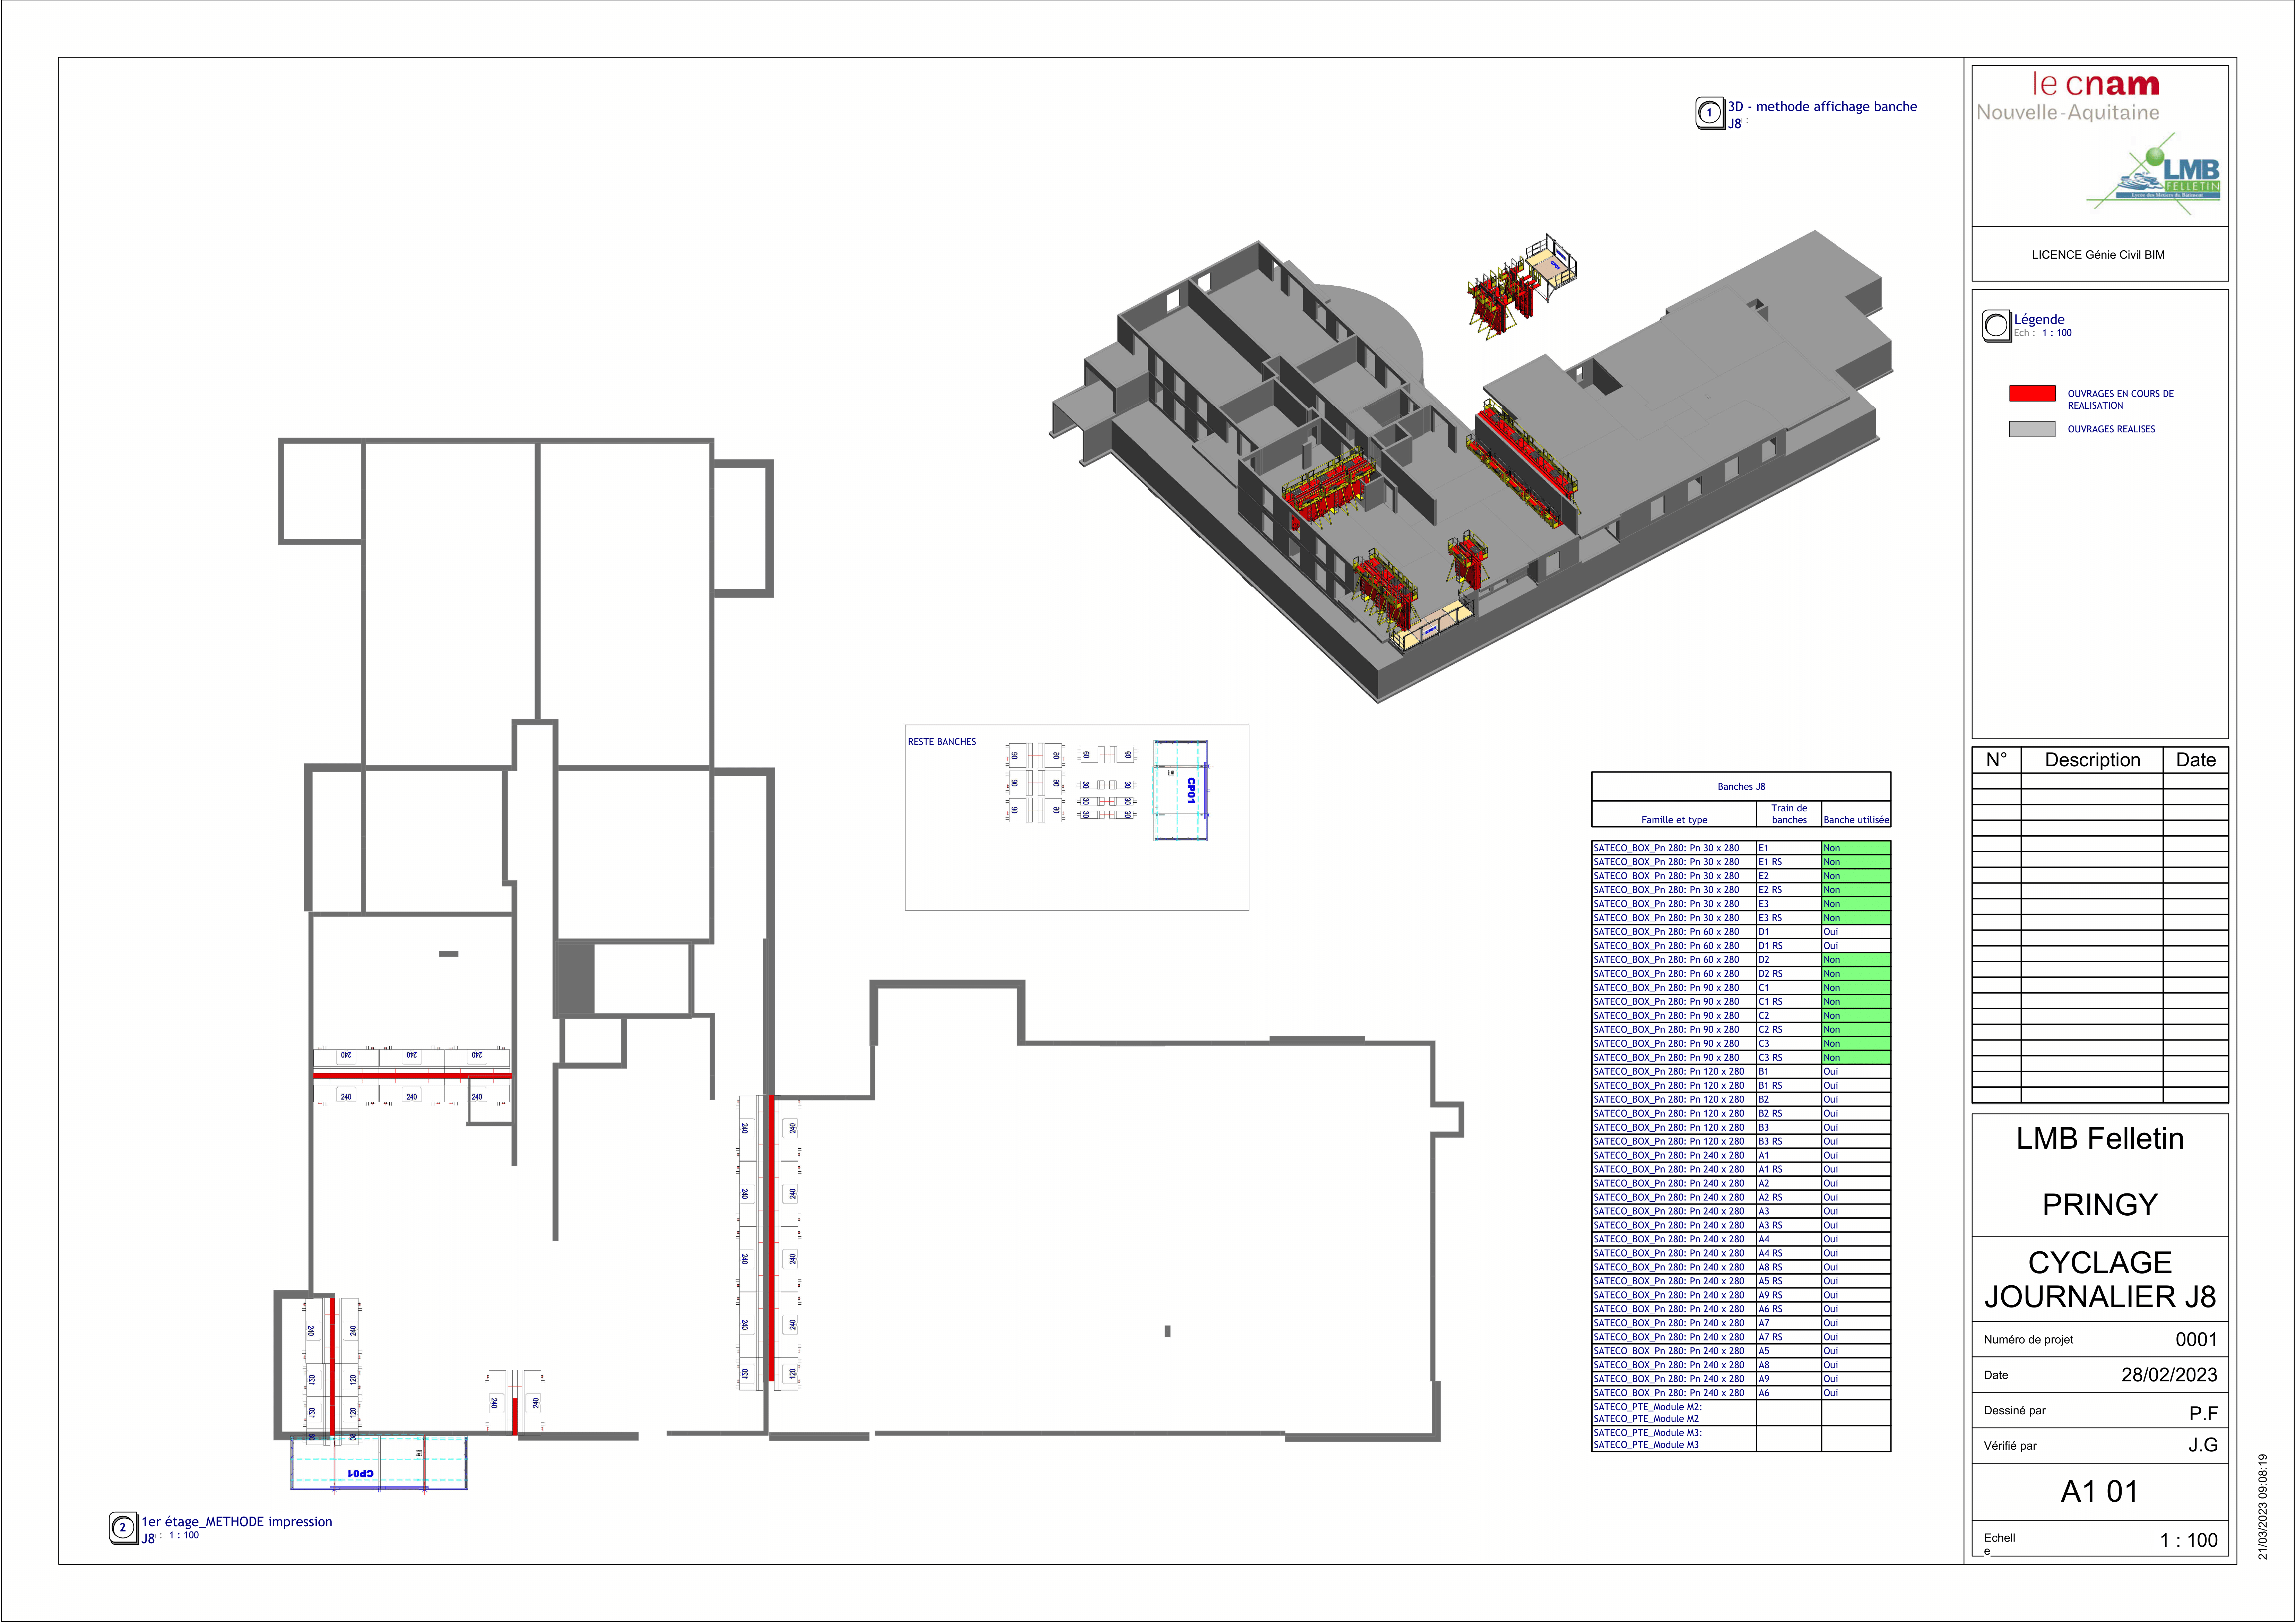 1
3D - methode affichage banche
J8 :
le cnam
Nouvelle-Aquitaine
LMB
FELLETIN
Lycée des Métiers du Bâtiment
LICENCE Génie Civil BIM
Légende
Ech : 1 : 100
OUVRAGES EN COURS DE
REALISATION
OUVRAGES REALISES
N° Description Date
RESTE BANCHES
90 90 60 60
90 90 30 30
30 30
90 90 30 30
CP01
Banches J8
Famille et type Train de banches Banche utilisée
SATECO_BOX_Pn 280: Pn 30 x 280 E1 Non
SATECO_BOX_Pn 280: Pn 30 x 280 E1 RS Non
SATECO_BOX_Pn 280: Pn 30 x 280 E2 Non
SATECO_BOX_Pn 280: Pn 30 x 280 E2 RS Non
SATECO_BOX_Pn 280: Pn 30 x 280 E3 Non
SATECO_BOX_Pn 280: Pn 30 x 280 E3 RS Non
SATECO_BOX_Pn 280: Pn 60 x 280 D1 Oui
SATECO_BOX_Pn 280: Pn 60 x 280 D1 RS Oui
SATECO_BOX_Pn 280: Pn 60 x 280 D2 Non
SATECO_BOX_Pn 280: Pn 60 x 280 D2 RS Non
SATECO_BOX_Pn 280: Pn 90 x 280 C1 Non
SATECO_BOX_Pn 280: Pn 90 x 280 C1 RS Non
SATECO_BOX_Pn 280: Pn 90 x 280 C2 Non
SATECO_BOX_Pn 280: Pn 90 x 280 C2 RS Non
SATECO_BOX_Pn 280: Pn 90 x 280 C3 Non
SATECO_BOX_Pn 280: Pn 90 x 280 C3 RS Non
SATECO_BOX_Pn 280: Pn 120 x 280 B1 Oui
SATECO_BOX_Pn 280: Pn 120 x 280 B1 RS Oui
SATECO_BOX_Pn 280: Pn 120 x 280 B2 Oui
SATECO_BOX_Pn 280: Pn 120 x 280 B2 RS Oui
SATECO_BOX_Pn 280: Pn 120 x 280 B3 Oui
SATECO_BOX_Pn 280: Pn 120 x 280 B3 RS Oui
SATECO_BOX_Pn 280: Pn 240 x 280 A1 Oui
SATECO_BOX_Pn 280: Pn 240 x 280 A1 RS Oui
SATECO_BOX_Pn 280: Pn 240 x 280 A2 Oui
SATECO_BOX_Pn 280: Pn 240 x 280 A2 RS Oui
SATECO_BOX_Pn 280: Pn 240 x 280 A3 Oui
SATECO_BOX_Pn 280: Pn 240 x 280 A3 RS Oui
SATECO_BOX_Pn 280: Pn 240 x 280 A4 Oui
SATECO_BOX_Pn 280: Pn 240 x 280 A4 RS Oui
SATECO_BOX_Pn 280: Pn 240 x 280 A8 RS Oui
SATECO_BOX_Pn 280: Pn 240 x 280 A5 RS Oui
SATECO_BOX_Pn 280: Pn 240 x 280 A9 RS Oui
SATECO_BOX_Pn 280: Pn 240 x 280 A6 RS Oui
SATECO_BOX_Pn 280: Pn 240 x 280 A7 Oui
SATECO_BOX_Pn 280: Pn 240 x 280 A7 RS Oui
SATECO_BOX_Pn 280: Pn 240 x 280 A5 Oui
SATECO_BOX_Pn 280: Pn 240 x 280 A8 Oui
SATECO_BOX_Pn 280: Pn 240 x 280 A9 Oui
SATECO_BOX_Pn 280: Pn 240 x 280 A6 Oui
SATECO_PTE_Module M2:
SATECO_PTE_Module M2
SATECO_PTE_Module M3:
SATECO_PTE_Module M3
240 240 240
240 240 240
240 240
240 240
240 240
240 240
120 120
240 240
120 120
120 120
60 60
240 240
CP01
2
1er étage_METHODE impression
J8 : 1 : 100
LMB Felletin
PRINGY
CYCLAGE
JOURNALIER J8
Numéro de projet 0001
Date 28/02/2023
Dessiné par P.F
Vérifié par J.G
A1 01
Echell
e 1 : 100
21/03/2023 09:08:19